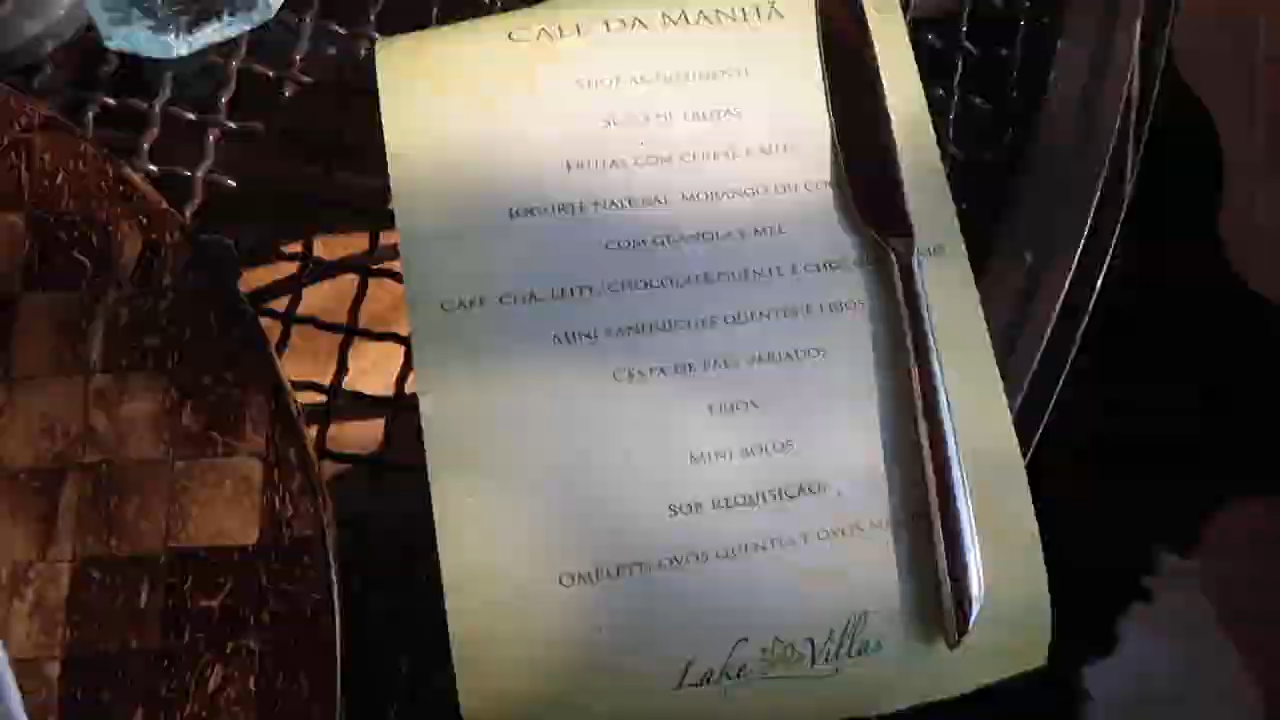 CAFÉ DA MANHÃ
SUCO DE FRUTAS
FRUTAS COM CEREAL E MEL
IOGURTE NATURAL, MORANGO OU
COM GRANOLA E MEL
CAFÉ, CHÁ, LEITE, CHOCOLATE QUENTE E
MINI SANDUICHES QUENTES E FRIOS
CESTA DE PÃES VARIADOS
FRIOS
MINI BOLOS
SOB REQUISIÇÃO:
OMELETE, OVOS QUENTES E OVOS
Lake Villas